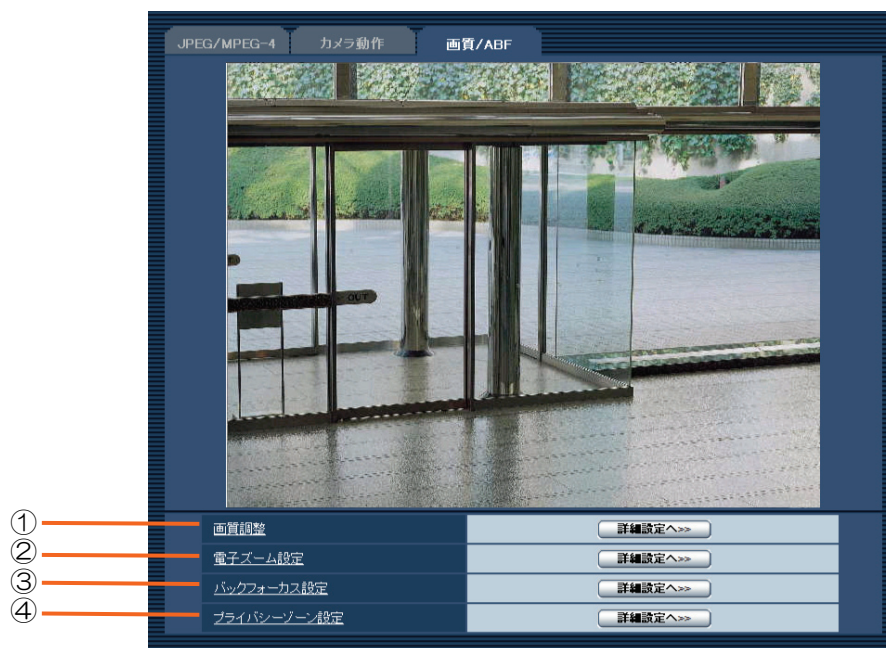 JPEG/MPEG-4 カメラ動作 画質/ABF
OUT
① 画質調整 詳細設定へ>>
② 電子ズーム設定 詳細設定へ>>
③ バックフォーカス設定 詳細設定へ>>
④ プライバシーゾーン設定 詳細設定へ>>